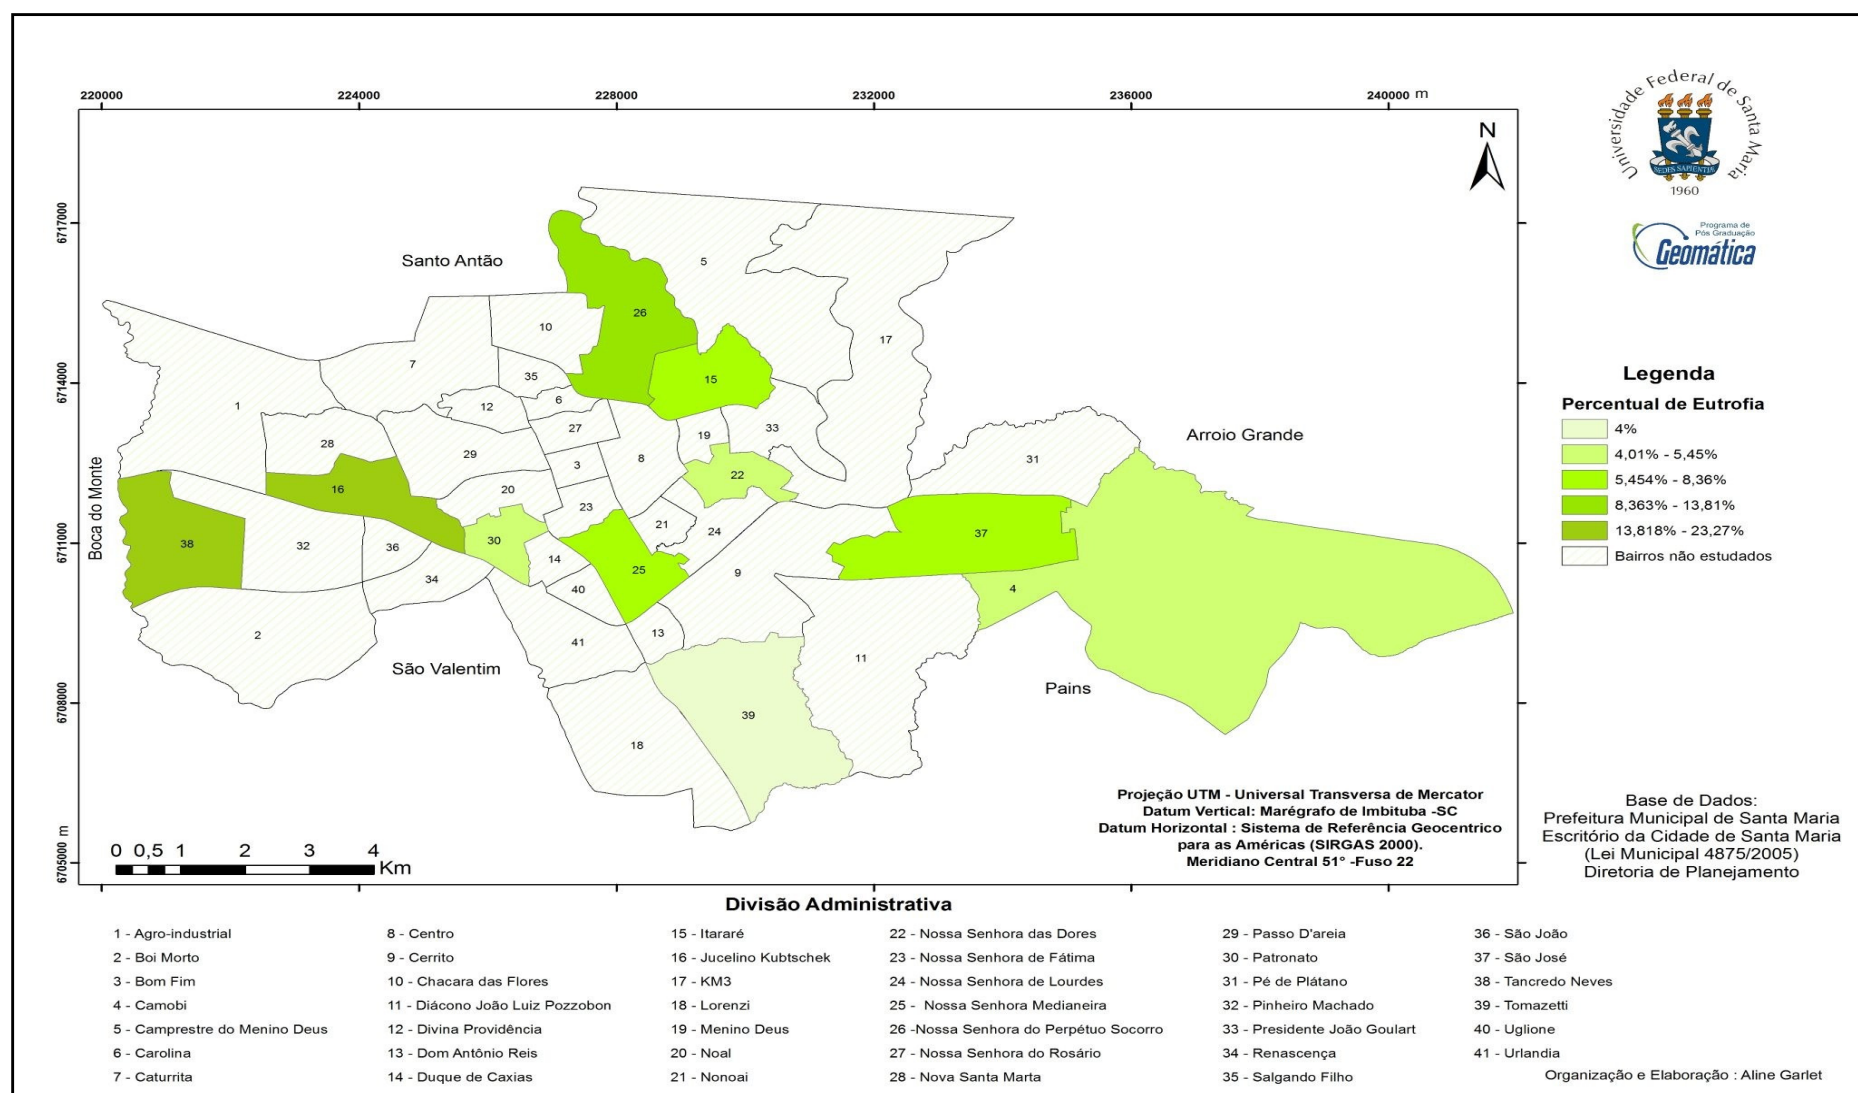 220000
224000
228000
232000
236000
240000 m
Universidade Federal de Santa Maria
SEDES SAPIENTIÆ
1960
Programa de
Pós Graduação
Geomática
N
6717000
6714000
6711000
6708000
6705000 m
Santo Antão
Boca do Monte
São Valentim
Arroio Grande
Pains
5
26
17
10
7
35
15
1
12
6
27
28
29
19
33
3
8
31
16
20
22
23
21
24
38
32
36
30
14
25
37
34
40
9
4
2
41
13
11
39
18
Legenda
Percentual de Eutrofia
4%
4,01% - 5,45%
5,454% - 8,36%
8,363% - 13,81%
13,818% - 23,27%
Bairros não estudados
Projeção UTM - Universal Transversa de Mercator
Datum Vertical: Marégrafo de Imbituba -SC
Datum Horizontal : Sistema de Referência Geocentrico
para as Américas (SIRGAS 2000).
Meridiano Central 51° -Fuso 22
Base de Dados:
Prefeitura Municipal de Santa Maria
Escritório da Cidade de Santa Maria
(Lei Municipal 4875/2005)
Diretoria de Planejamento
0 0,5 1 2 3 4
Km
Divisão Administrativa
1 - Agro-industrial
2 - Boi Morto
3 - Bom Fim
4 - Camobi
5 - Camprestre do Menino Deus
6 - Carolina
7 - Caturrita
8 - Centro
9 - Cerrito
10 - Chacara das Flores
11 - Diácono João Luiz Pozzobon
12 - Divina Providência
13 - Dom Antônio Reis
14 - Duque de Caxias
15 - Itararé
16 - Jucelino Kubtschek
17 - KM3
18 - Lorenzi
19 - Menino Deus
20 - Noal
21 - Nonoai
22 - Nossa Senhora das Dores
23 - Nossa Senhora de Fátima
24 - Nossa Senhora de Lourdes
25 - Nossa Senhora Medianeira
26 -Nossa Senhora do Perpétuo Socorro
27 - Nossa Senhora do Rosário
28 - Nova Santa Marta
29 - Passo D'areia
30 - Patronato
31 - Pé de Plátano
32 - Pinheiro Machado
33 - Presidente João Goulart
34 - Renascença
35 - Salgando Filho
36 - São João
37 - São José
38 - Tancredo Neves
39 - Tomazetti
40 - Uglione
41 - Urlandia
Organização e Elaboração : Aline Garlet